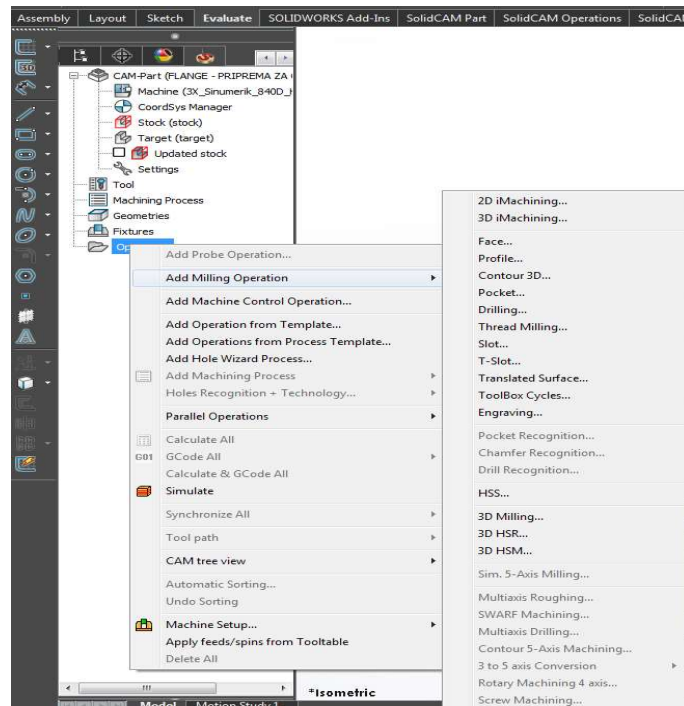 Assembly Layout Sketch Evaluate SOLIDWORKS Add-Ins SolidCAM Part SolidCAM Operations SolidCA
CAM-Part (FLANGE - PRIPREMA ZA
Machine (3X_Sinumerik_840D_
CoordSys Manager
Stock (stock)
Target (target)
Updated stock
Settings
Tool
Machining Process
Geometries
Fixtures
Add Probe Operation...
Add Milling Operation
Add Machine Control Operation...
Add Operation from Template...
Add Operations from Process Template...
Add Hole Wizard Process...
Add Machining Process
Holes Recognition + Technology...
Parallel Operations
Calculate All
G01 GCode All
Calculate & GCode All
Simulate
Synchronize All
Tool path
CAM tree view
Automatic Sorting...
Undo Sorting
Machine Setup...
Apply feeds/spins from Tooltable
Delete All
2D iMachining...
3D iMachining...
Face...
Profile...
Contour 3D...
Pocket...
Drilling...
Thread Milling...
Slot...
T-Slot...
Translated Surface...
ToolBox Cycles...
Engraving...
Pocket Recognition...
Chamfer Recognition...
Drill Recognition...
HSS...
3D Milling...
3D HSR...
3D HSM...
Sim. 5-Axis Milling...
Multiaxis Roughing...
SWARF Machining...
Multiaxis Drilling...
Contour 5-Axis Machining...
3 to 5 axis Conversion
Rotary Machining 4 axis...
Screw Machining...
*Isometric
Model Motion Study 1